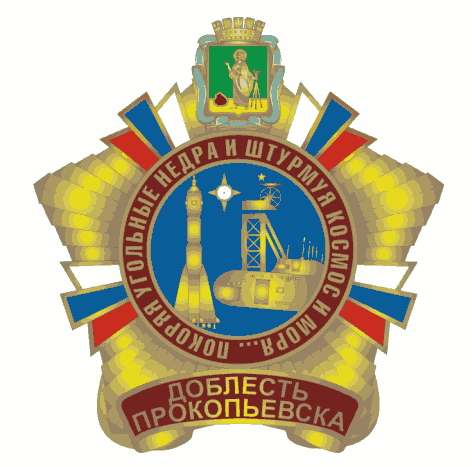 ПОКОРЯЯ УГОЛЬНЫЕ НЕДРА И ШТУРМУЯ КОСМОС И МОРЯ...
ДОБЛЕСТЬ
ПРОКОПЬЕВСКА